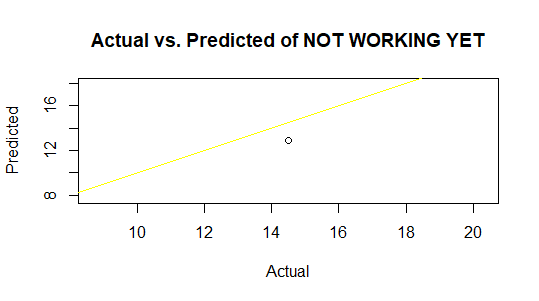 Actual vs. Predicted of NOT WORKING YET
Predicted
16
12
8
10 12 14 16 18 20
Actual